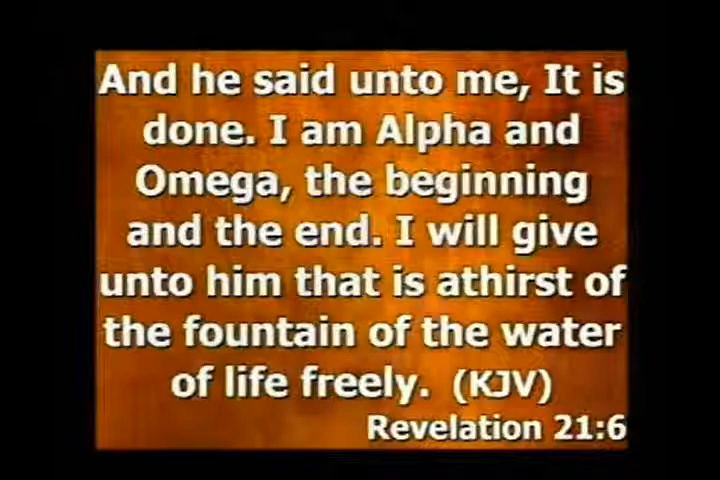 And he said unto me, It is
done. I am Alpha and
Omega, the beginning
and the end. I will give
unto him that is athirst of
the fountain of the water
of life freely. (KJV)
Revelation 21:6